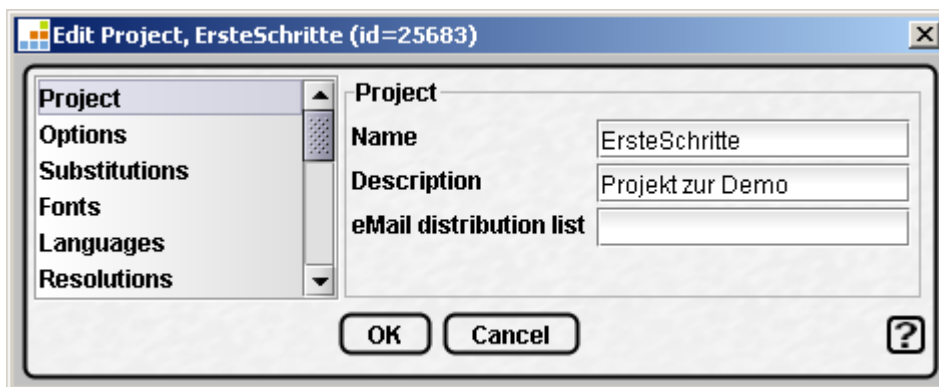 Edit Project, ErsteSchritte (id=25683)
Project
Options
Substitutions
Fonts
Languages
Resolutions
Project
Name ErsteSchritte
Description Projekt zur Demo
eMail distribution list
OK Cancel ?